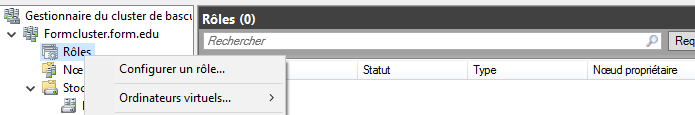 Gestionnaire du cluster de bascu
Rôles (0)
Formcluster.form.edu
Rechercher
Req
Rôles
Configurer un rôle...
Statut
Type
Nœud propriétaire
Ordinateurs virtuels...